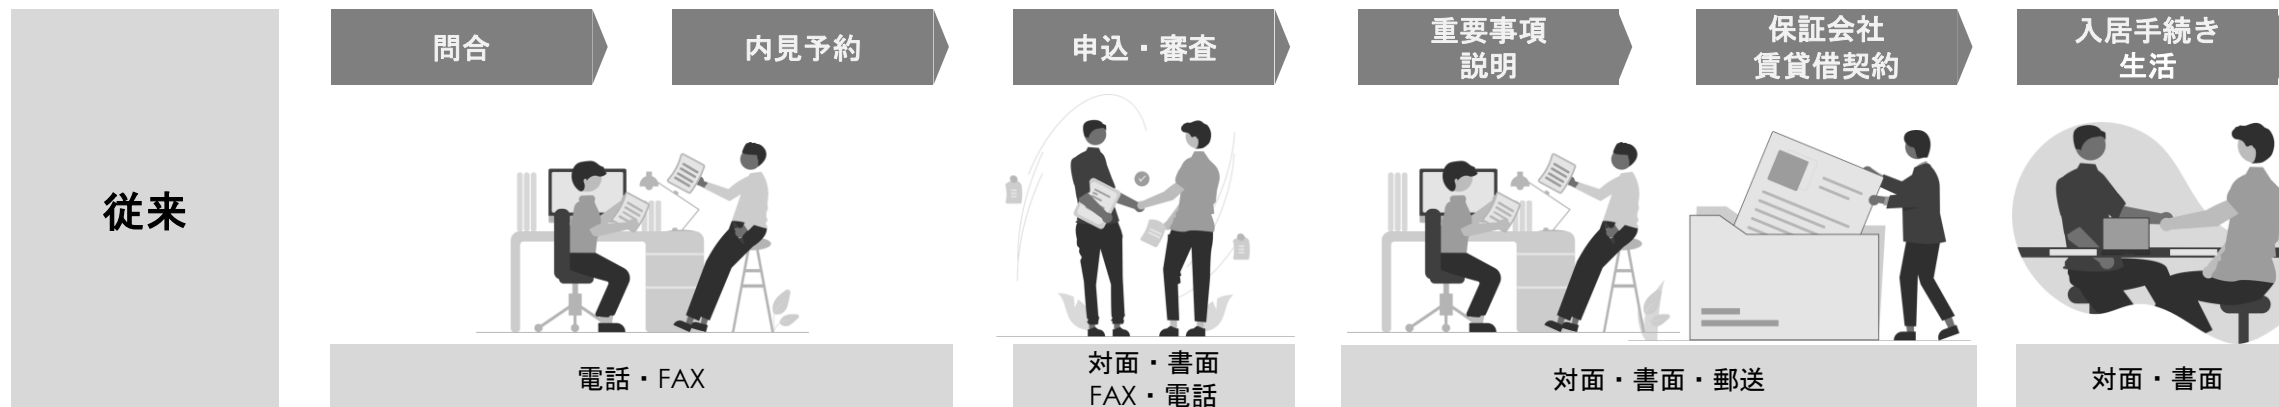 問合
内見予約
申込・審査
重要事項
説明
保証会社
賃貸借契約
入居手続き
生活
従来
電話・FAX
対面・書面
FAX・電話
対面・書面・郵送
対面・書面